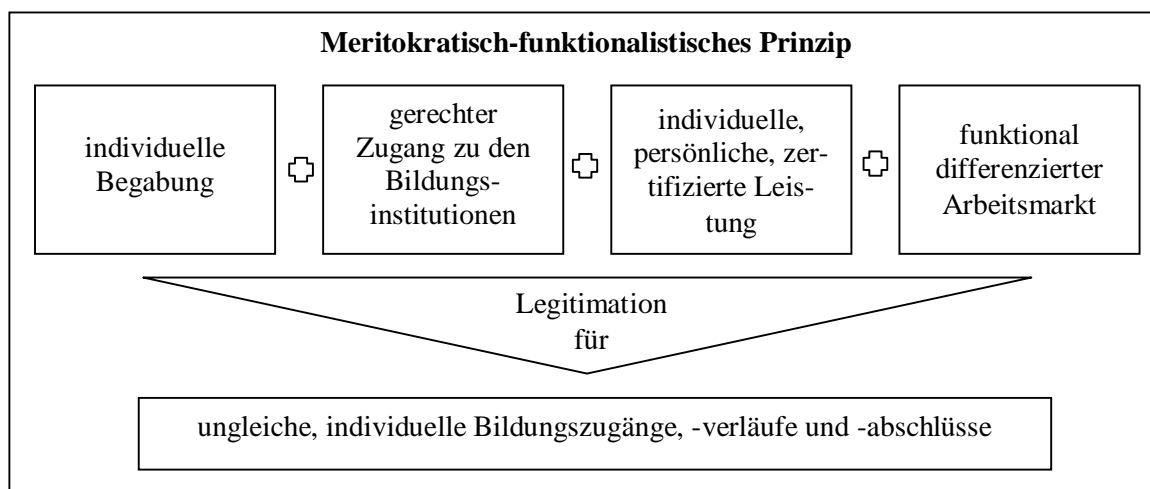 Meritokratisch-funktionalistisches Prinzip
individuelle
Begabung
gerechter
Zugang zu den
Bildungs-
institutionen
individuelle,
persönliche, zer-
tifizierte Leis-
tung
funktional
differenzierter
Arbeitsmarkt
Legitimation
für
ungleiche, individuelle Bildungszugänge, -verläufe und -abschlüsse